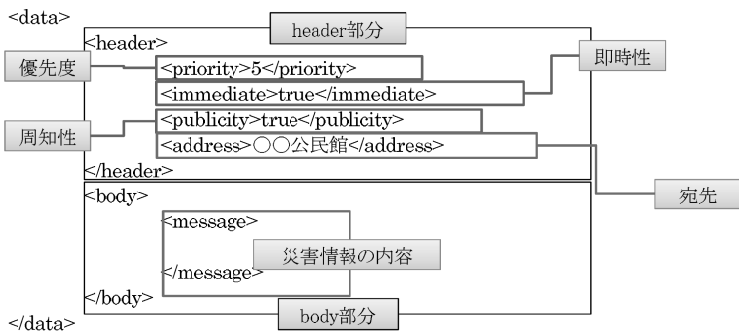 <data>
header部分
<header>
優先度
<priority>5</priority>
即時性
<immediate>true</immediate>
周知性
<publicity>true</publicity>
<address>○○公民館</address>
</header>
宛先
<body>
<message>
災害情報の内容
</message>
</body>
body部分
</data>